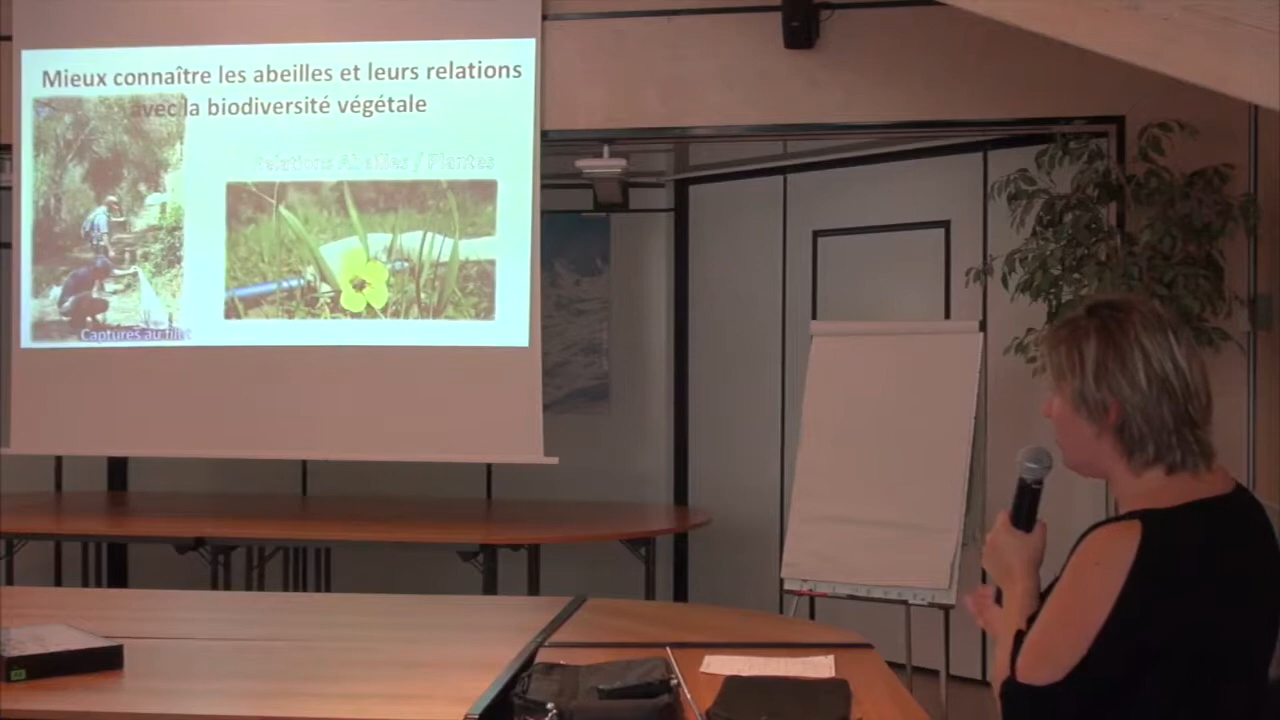 Mieux connaître les abeilles et leurs relations
avec la biodiversité végétale
Relations Abeilles / Plantes
Captures au filet